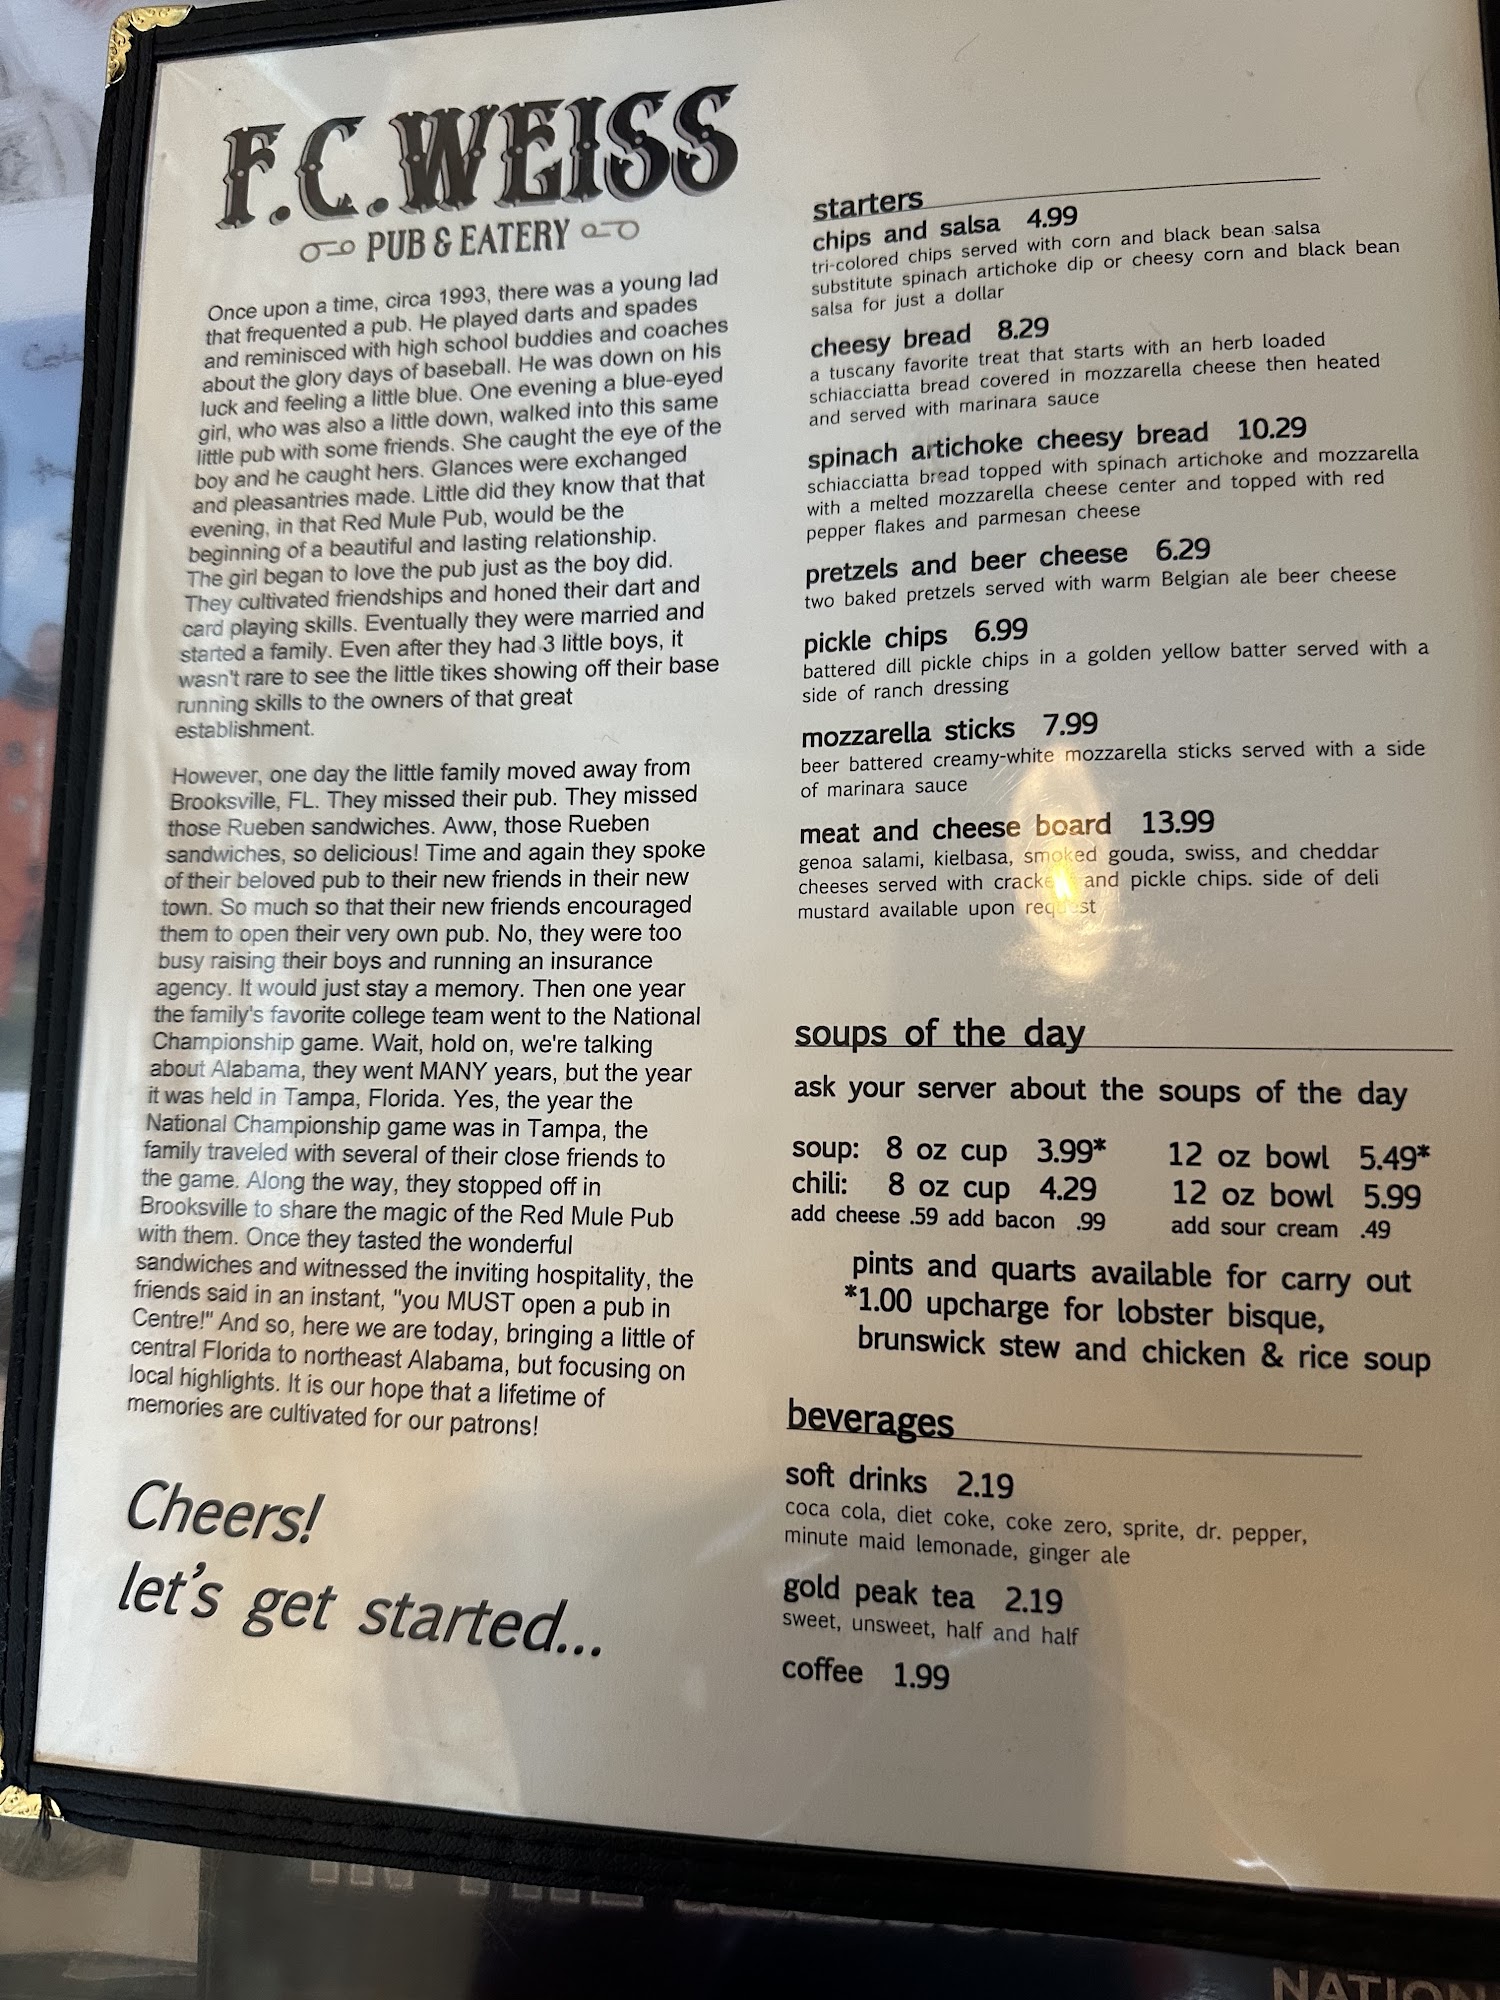 F.C.WEISS
PUB & EATERY
Once upon a time, circa 1993, there was a young lad
that frequented a pub. He played darts and spades
and reminisced with high school buddies and coaches
about the glory days of baseball. He was down on his
luck and feeling a little blue. One evening a blue-eyed
girl, who was also a little down, walked into this same
little pub with some friends. She caught the eye of the
boy and he caught hers. Glances were exchanged
and pleasantries made. Little did they know that that
evening, in that Red Mule Pub, would be the
beginning of a beautiful and lasting relationship.
The girl began to love the pub just as the boy did.
They cultivated friendships and honed their dart and
card playing skills. Eventually they were married and
started a family. Even after they had 3 little boys, it
wasn't rare to see the little tikes showing off their base
running skills to the owners of that great
establishment.
However, one day the little family moved away from
Brooksville, FL. They missed their pub. They missed
those Rueben sandwiches. Aww, those Rueben
sandwiches, so delicious! Time and again they spoke
of their beloved pub to their new friends in their new
town. So much so that their new friends encouraged
them to open their very own pub. No, they were too
busy raising their boys and running an insurance
agency. It would just stay a memory. Then one year
the family's favorite college team went to the National
Championship game. Wait, hold on, we're talking
about Alabama, they went MANY years, but the year
it was held in Tampa, Florida. Yes, the year the
National Championship game was in Tampa, the
family traveled with several of their close friends to
the game. Along the way, they stopped off in
Brooksville to share the magic of the Red Mule Pub
with them. Once they tasted the wonderful
sandwiches and witnessed the inviting hospitality, the
friends said in an instant, "you MUST open a pub in
Centre!" And so, here we are today, bringing a little of
central Florida to northeast Alabama, but focusing on
local highlights. It is our hope that a lifetime of
memories are cultivated for our patrons!
Cheers!
let's get started...
starters
chips and salsa 4.99
tri-colored chips served with corn and black bean salsa
substitute spinach artichoke dip or cheesy corn and black bean
salsa for just a dollar
cheesy bread 8.29
a tuscany favorite treat that starts with an herb loaded
schiacciatta bread covered in mozzarella cheese then heated
and served with marinara sauce
spinach artichoke cheesy bread 10.29
schiacciatta bread topped with spinach artichoke and mozzarella
with a melted mozzarella cheese center and topped with red
pepper flakes and parmesan cheese
pretzels and beer cheese 6.29
two baked pretzels served with warm Belgian ale beer cheese
pickle chips 6.99
battered dill pickle chips in a golden yellow batter served with a
side of ranch dressing
mozzarella sticks 7.99
beer battered creamy-white mozzarella sticks served with a side
of marinara sauce
meat and cheese board 13.99
genoa salami, kielbasa, smoked gouda, swiss, and cheddar
cheeses served with and pickle chips. side of deli
mustard available upon request
soups of the day
ask your server about the soups of the day
soup: 8 oz cup 3.99* 12 oz bowl 5.49*
chili: 8 oz cup 4.29 12 oz bowl 5.99
add cheese .59 add bacon .99 add sour cream .49
pints and quarts available for carry out
*1.00 upcharge for lobster bisque,
brunswick stew and chicken & rice soup
beverages
soft drinks 2.19
coca cola, diet coke, coke zero, sprite, dr. pepper,
minute maid lemonade, ginger ale
gold peak tea 2.19
sweet, unsweet, half and half
coffee 1.99